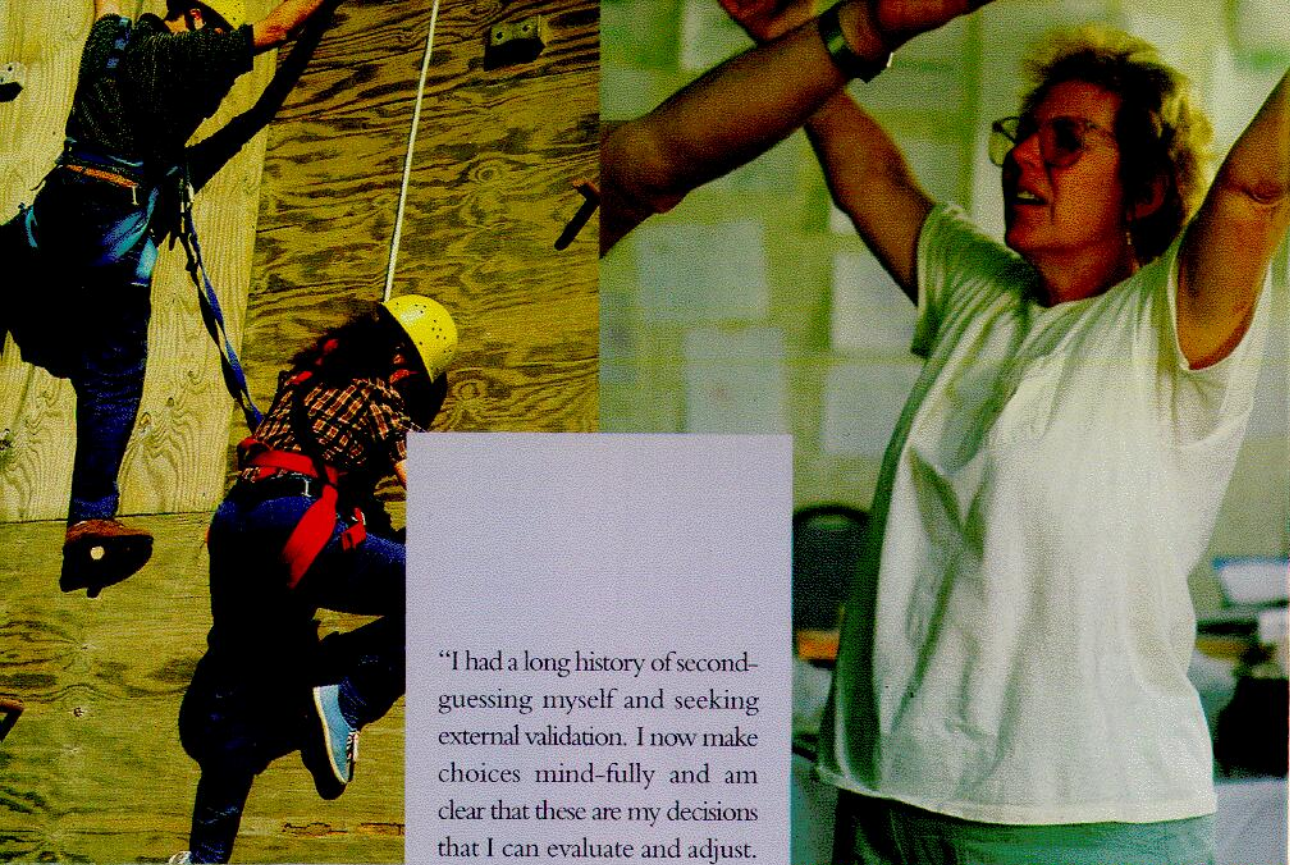 “I had a long history of second-
guessing myself and seeking
external validation. I now make
choices mind-fully and am
clear that these are my decisions
that I can evaluate and adjust.